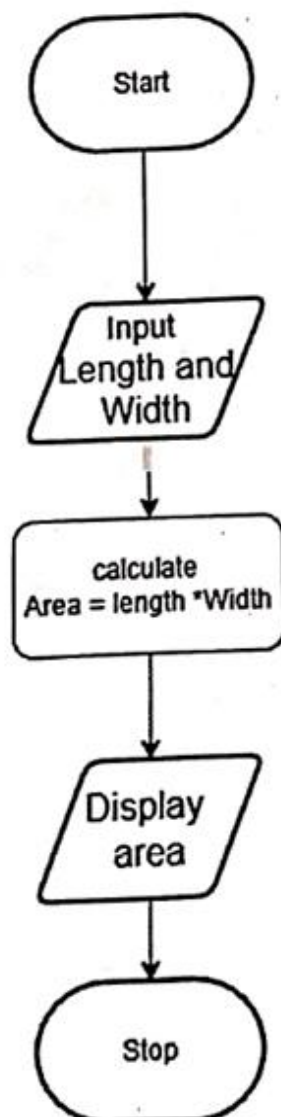 Start
Input
Length and
Width
calculate
Area = length *Width
Display
area
Stop